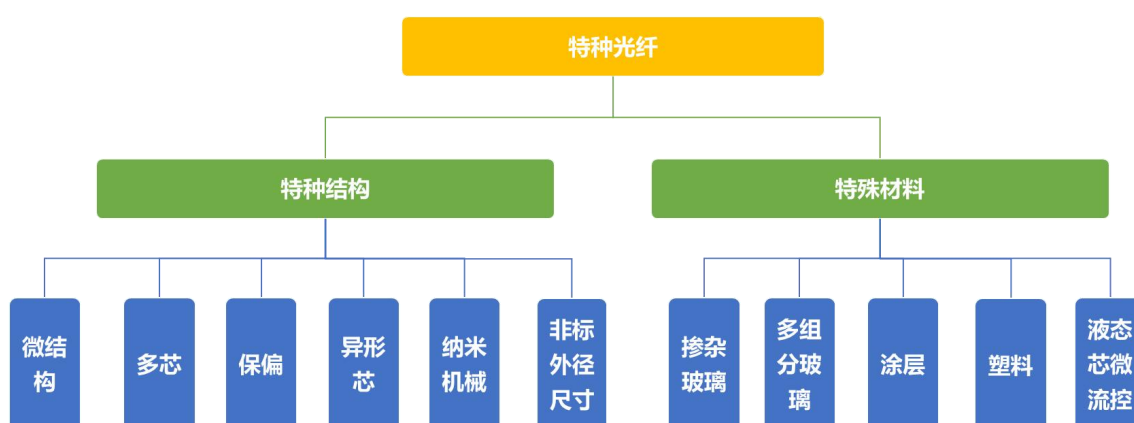 特种光纤
特种结构
特殊材料
微结
构
多芯
保偏
异形
芯
纳米
机械
非标
外径
尺寸
掺杂
玻璃
多组
分玻
璃
涂层
塑料
液态
芯微
流控